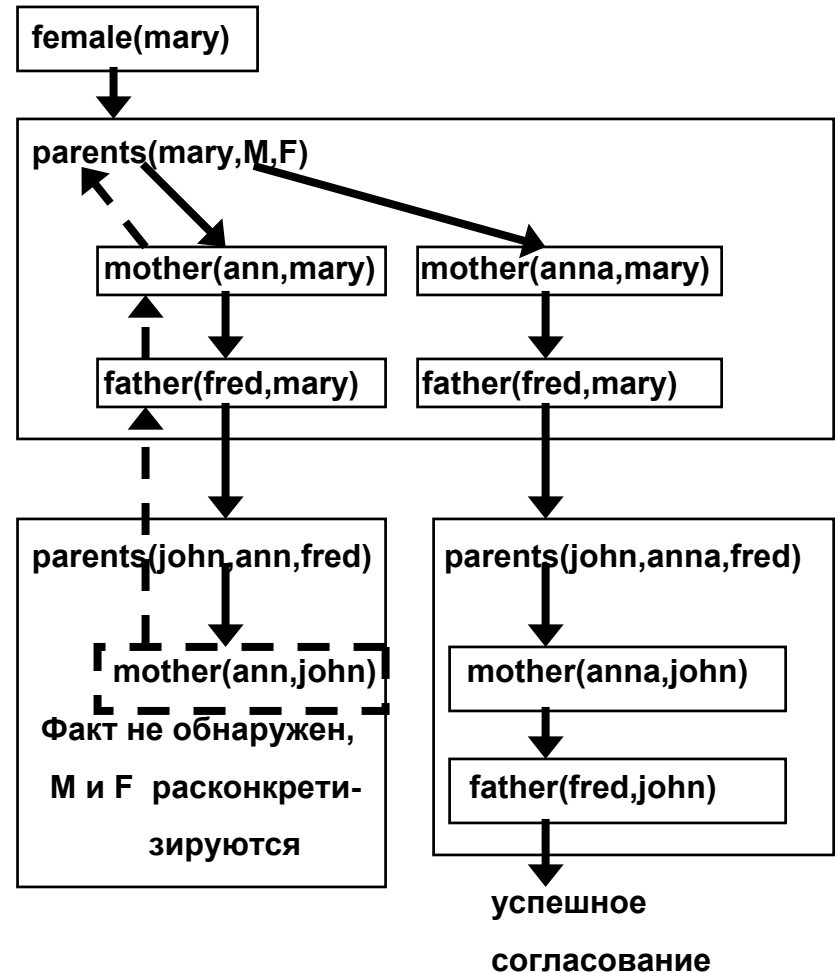 female(mary)
parents(mary,M,F)
mother(ann,mary)
mother(anna,mary)
father(fred,mary)
father(fred,mary)
parents(john,ann,fred)
mother(ann,john)
Факт не обнаружен,
М и F расконкрети-
зируются
parents(john,anna,fred)
mother(anna,john)
father(fred,john)
успешное
согласование